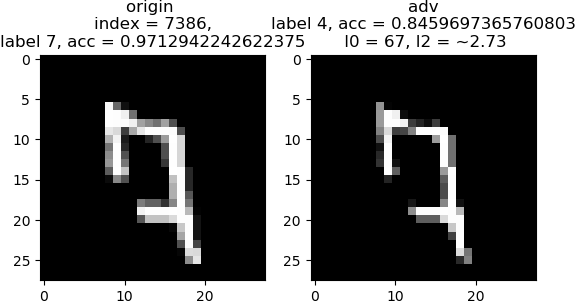 origin
index = 7386,
label 7, acc = 0.9712942242622375
adv
label 4, acc = 0.8459697365760803
l0 = 67, l2 = ~2.73
0
5
10
15
20
25
0 10 20
0
5
10
15
20
25
0 10 20